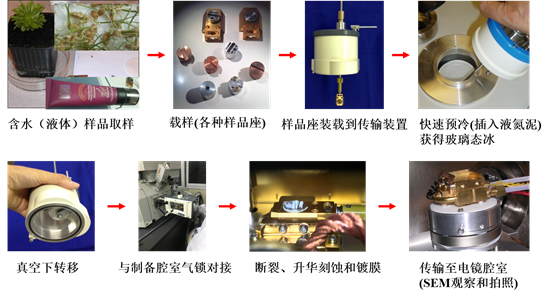 含水（液体）样品取样
载样(各种样品座)
样品座装载到传输装置
快速预冷(插入液氮泥)
获得玻璃态冰
真空下转移
与制备腔室气锁对接
断裂、升华刻蚀和镀膜
传输至电镜腔室
(SEM观察和拍照)